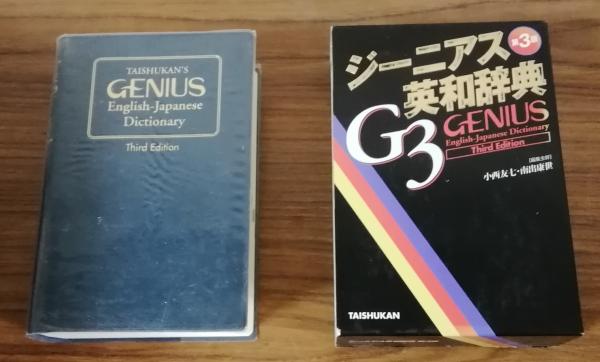 TAISHUKAN'S
GENIUS
English-Japanese
Dictionary
Third Edition
ジーニアス
第3版
英和辞典
G3
GENIUS
English-Japanese Dictionary
Third Edition
[編集主幹]
小西友七・南出康世
TAISHUKAN